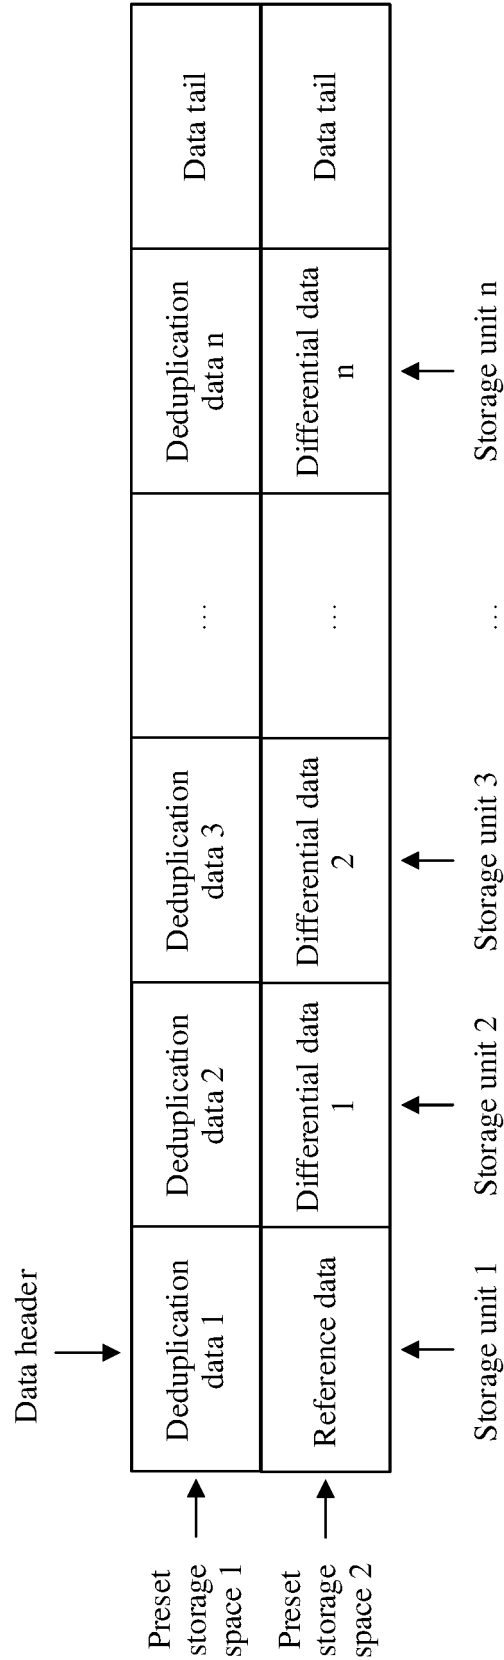 Data header
Preset
storage
space 1
Deduplication
data 1
Deduplication
data 2
Deduplication
data 3
...
Deduplication
data n
Data tail
Preset
storage
space 2
Reference data
Differential data
1
Differential data
2
...
Differential data
n
Data tail
Storage unit 1
Storage unit 2
Storage unit 3
...
Storage unit n